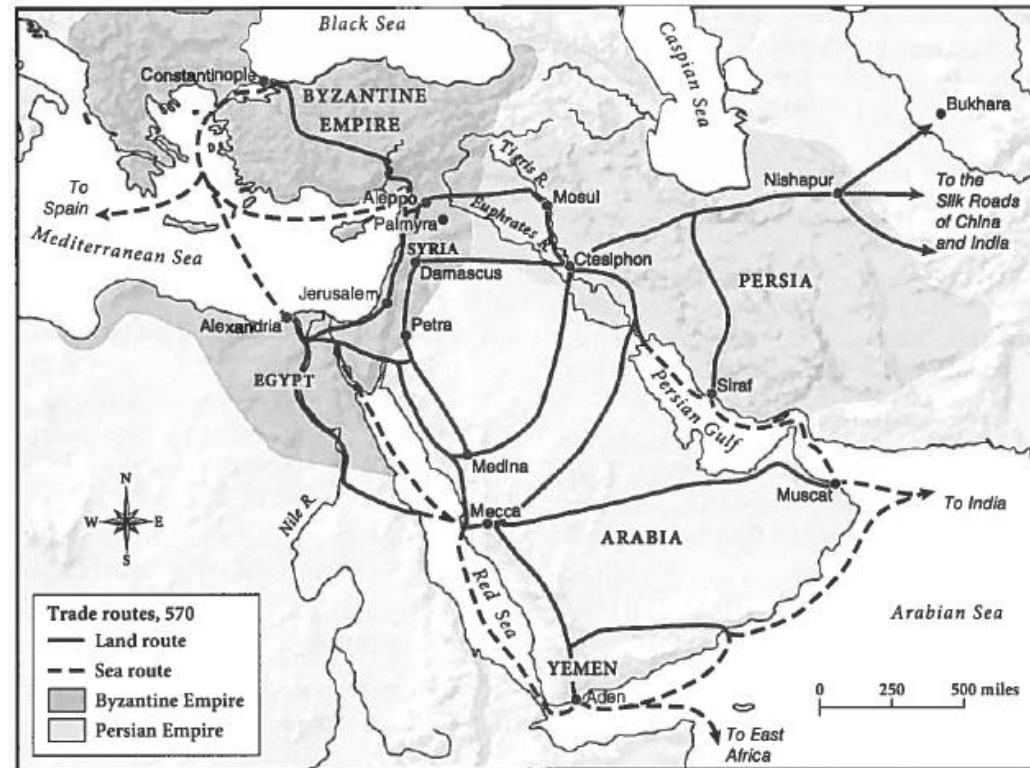 Black Sea
Constantinople
BYZANTINE
EMPIRE
Caspian Sea
Bukhara
To
Spain
Mediterranean Sea
Aleppo
Palmyra
SYRIA
Damascus
Tigris R.
Mosul
Euphrates R.
Ctesiphon
Nishapur
To the
Silk Roads
of China
and India
PERSIA
Jerusalem
Alexandria
Petra
EGYPT
Siraf
Persian Gulf
Medina
Nile R.
Mecca
Muscat
To India
ARABIA
Red Sea
Arabian Sea
YEMEN
Aden
To East
Africa
N
W
E
S
Trade routes, 570
Land route
Sea route
Byzantine Empire
Persian Empire
0 250 500 miles